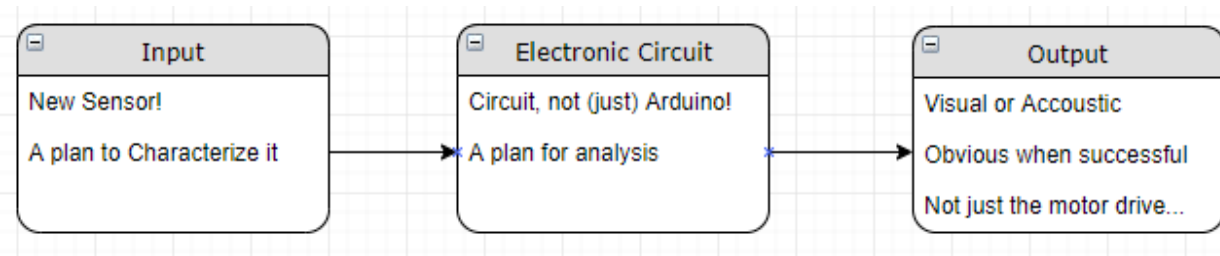 Input
New Sensor!
A plan to Characterize it
Electronic Circuit
Circuit, not (just) Arduino!
A plan for analysis
Output
Visual or Accoustic
Obvious when successful
Not just the motor drive...